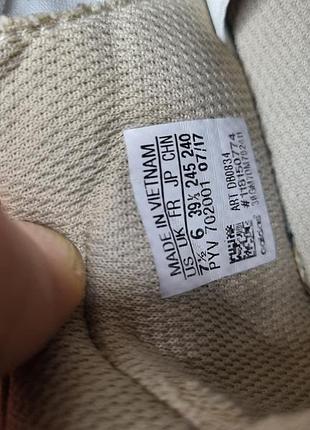 MADE IN VIETNAM
US UK FR JP CHN
7½ 6 39⅓ 245 240
PYV 702001 07/17
ART DB0834